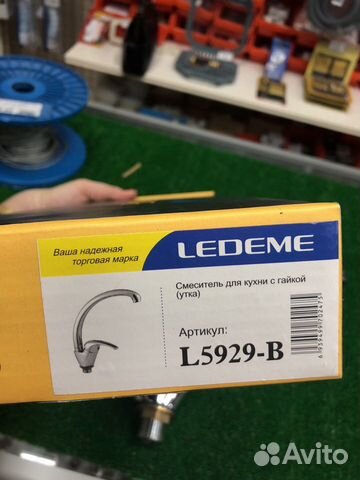 Ваша надежная
торговая марка
LEDEME
Смеситель для кухни с гайкой
(утка)
Артикул:
L5929-B
Avito